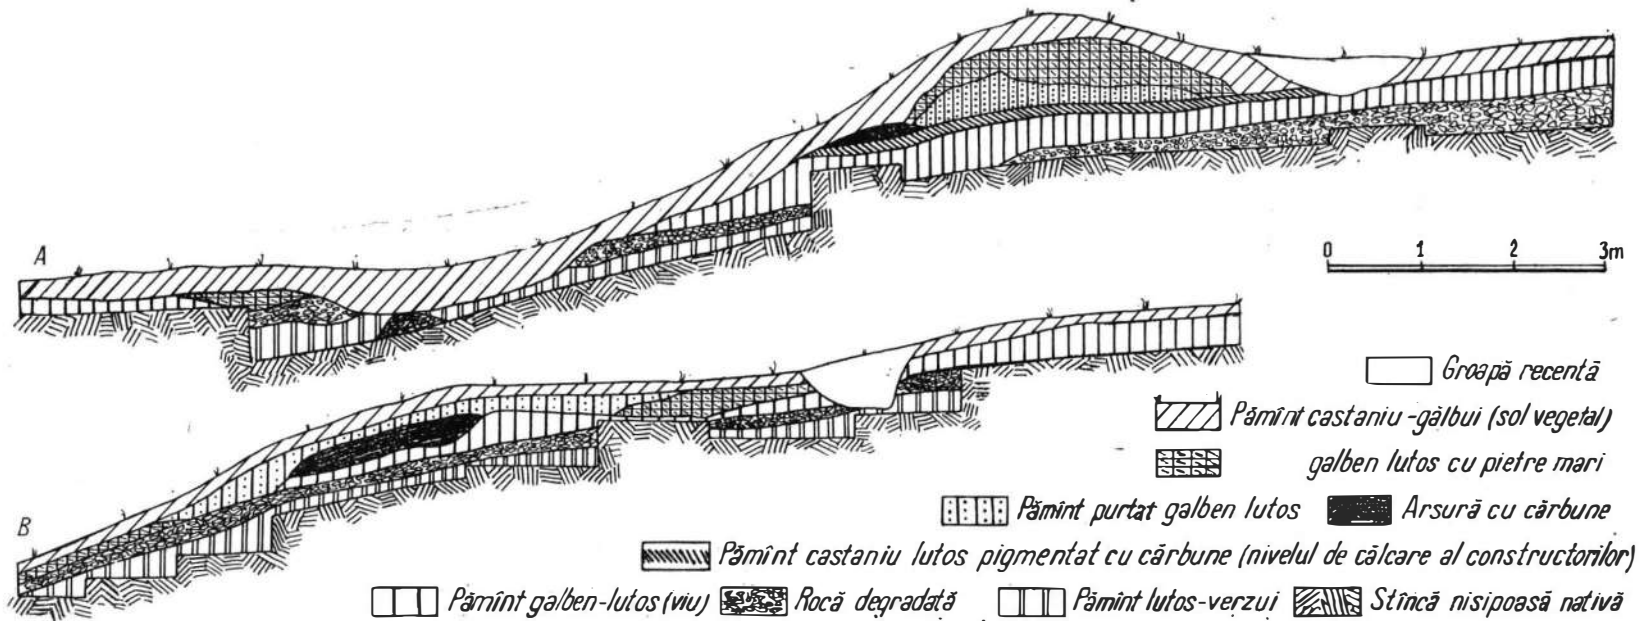 A
0 1 2 3m
B
Groapă recentă
Pămînt castaniu-gălbui (sol vegetal)
galben lutos cu pietre mari
Pămînt purtat galben lutos Arsură cu cărbune
Pămînt castaniu lutos pigmentat cu cărbune (nivelul de călcare al constructorilor)
Pămînt galben-lutos (viu) Rocă degradată Pămînt lutos-verzui Stîncă nisipoasă nativă